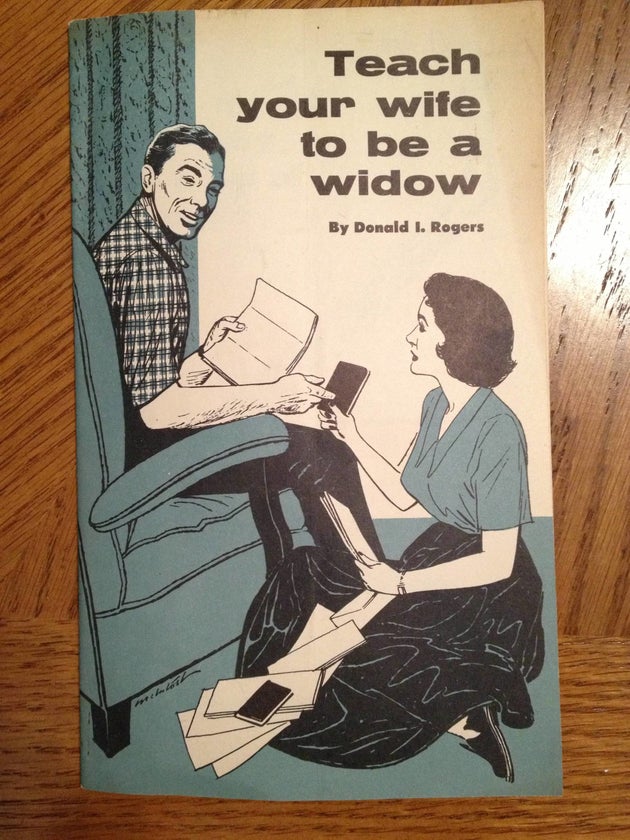 Teach
your wife
to be a
widow
By Donald I. Rogers